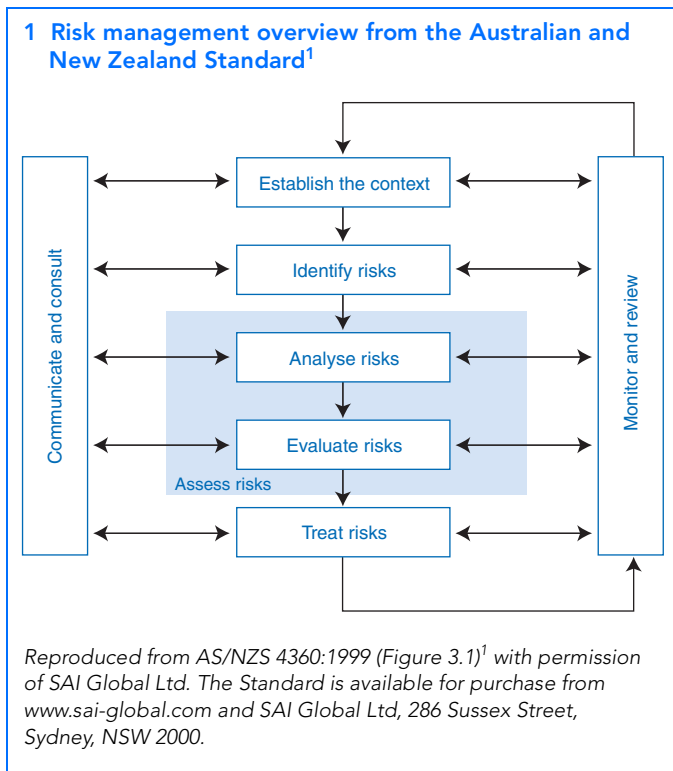 1 Risk management overview from the Australian and
New Zealand Standard1
Establish the context
Identify risks
Analyse risks
Evaluate risks
Assess risks
Treat risks
Communicate and consult
Monitor and review
Reproduced from AS/NZS 4360:1999 (Figure 3.1)1 with permission
of SAI Global Ltd. The Standard is available for purchase from
www.sai-global.com and SAI Global Ltd, 286 Sussex Street,
Sydney, NSW 2000.